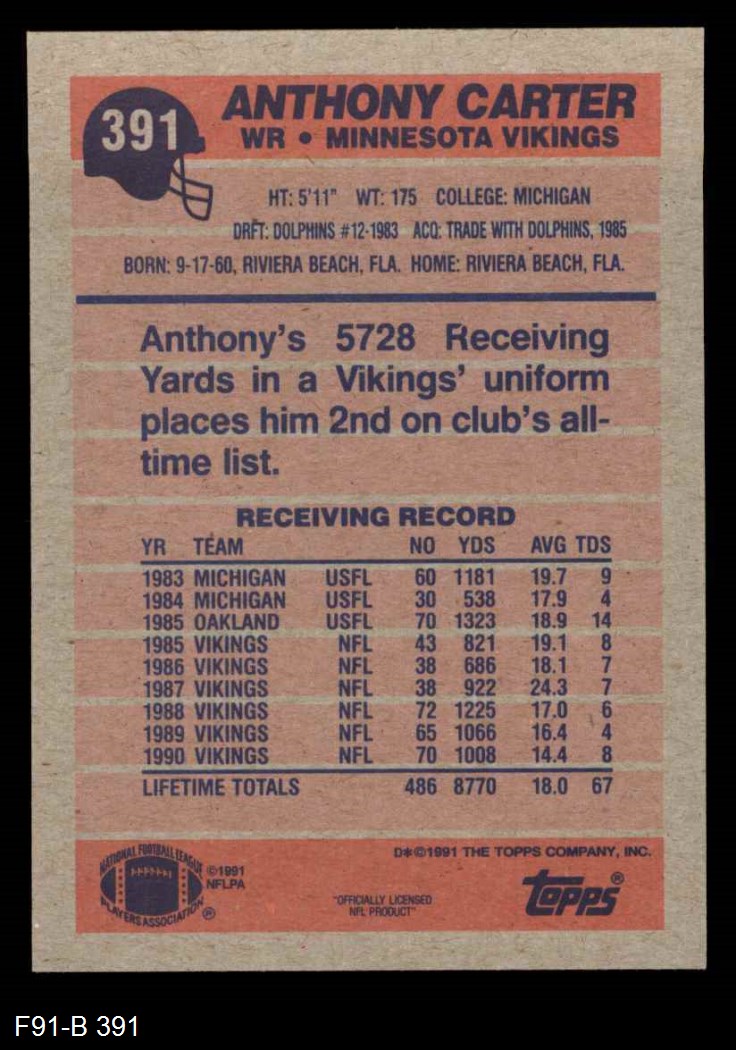 391
ANTHONY CARTER
WR • MINNESOTA VIKINGS
HT: 5'11" WT: 175 COLLEGE: MICHIGAN
DRFT: DOLPHINS #12-1983 ACQ: TRADE WITH DOLPHINS, 1985
BORN: 9-17-60, RIVIERA BEACH, FLA. HOME: RIVIERA BEACH, FLA.
Anthony's 5728 Receiving
Yards in a Vikings' uniform
places him 2nd on club's all-
time list.
RECEIVING RECORD
YR TEAM NO YDS AVG TDS
1983 MICHIGAN USFL 60 1181 19.7 9
1984 MICHIGAN USFL 30 538 17.9 4
1985 OAKLAND USFL 70 1323 18.9 14
1985 VIKINGS NFL 43 821 19.1 8
1986 VIKINGS NFL 38 686 18.1 7
1987 VIKINGS NFL 38 922 24.3 7
1988 VIKINGS NFL 72 1225 17.0 6
1989 VIKINGS NFL 65 1066 16.4 4
1990 VIKINGS NFL 70 1008 14.4 8
LIFETIME TOTALS 486 8770 18.0 67
NATIONAL FOOTBALL LEAGUE
PLAYERS ASSOCIATION ®
©1991
NFLPA
D*©1991 THE TOPPS COMPANY, INC.
"OFFICIALLY LICENSED
NFL PRODUCT"
topps®
F91-B 391